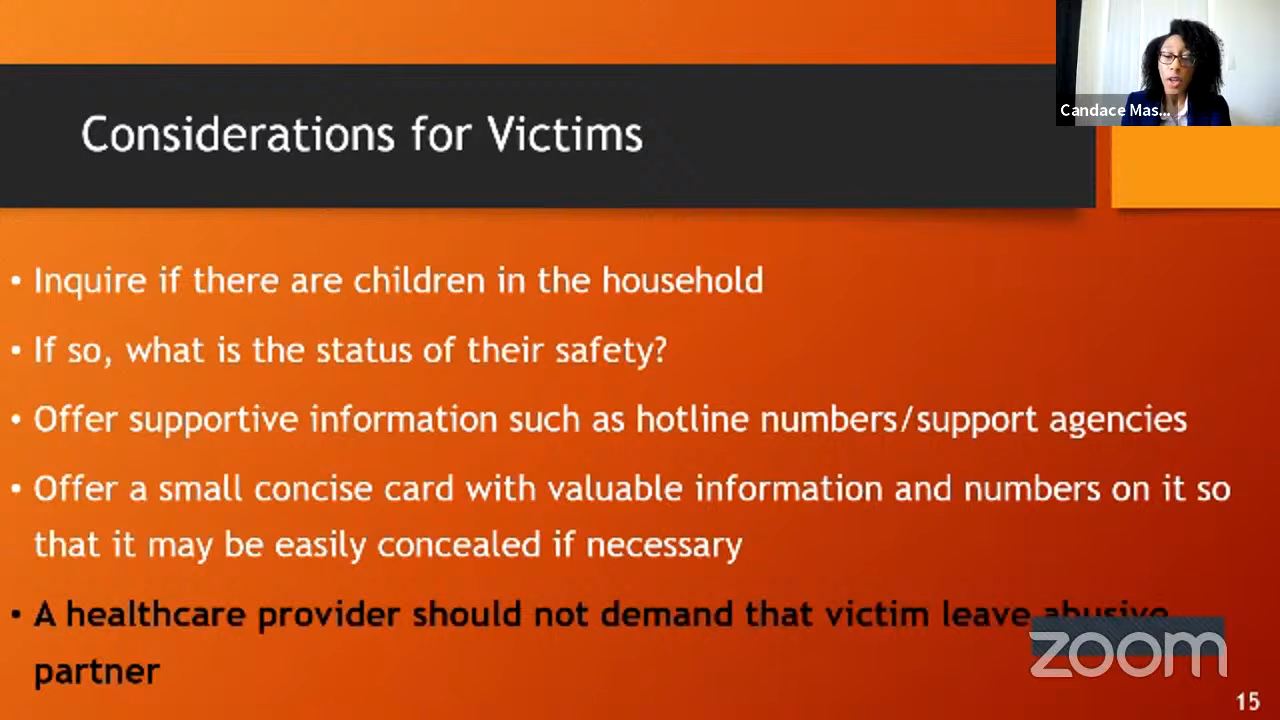 Candace Mas...
Considerations for Victims
• Inquire if there are children in the household
• If so, what is the status of their safety?
• Offer supportive information such as hotline numbers/support agencies
• Offer a small concise card with valuable information and numbers on it so
that it may be easily concealed if necessary
• A healthcare provider should not demand that victim leave abusive
partner
zoom
15